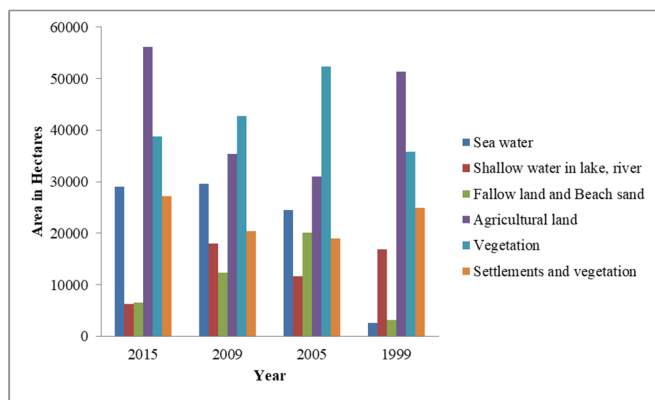 60000
50000
40000
30000
20000
10000
0
Area in Hectares
2015 2009 2005 1999
Year
Sea water
Shallow water in lake, river
Fallow land and Beach sand
Agricultural land
Vegetation
Settlements and vegetation